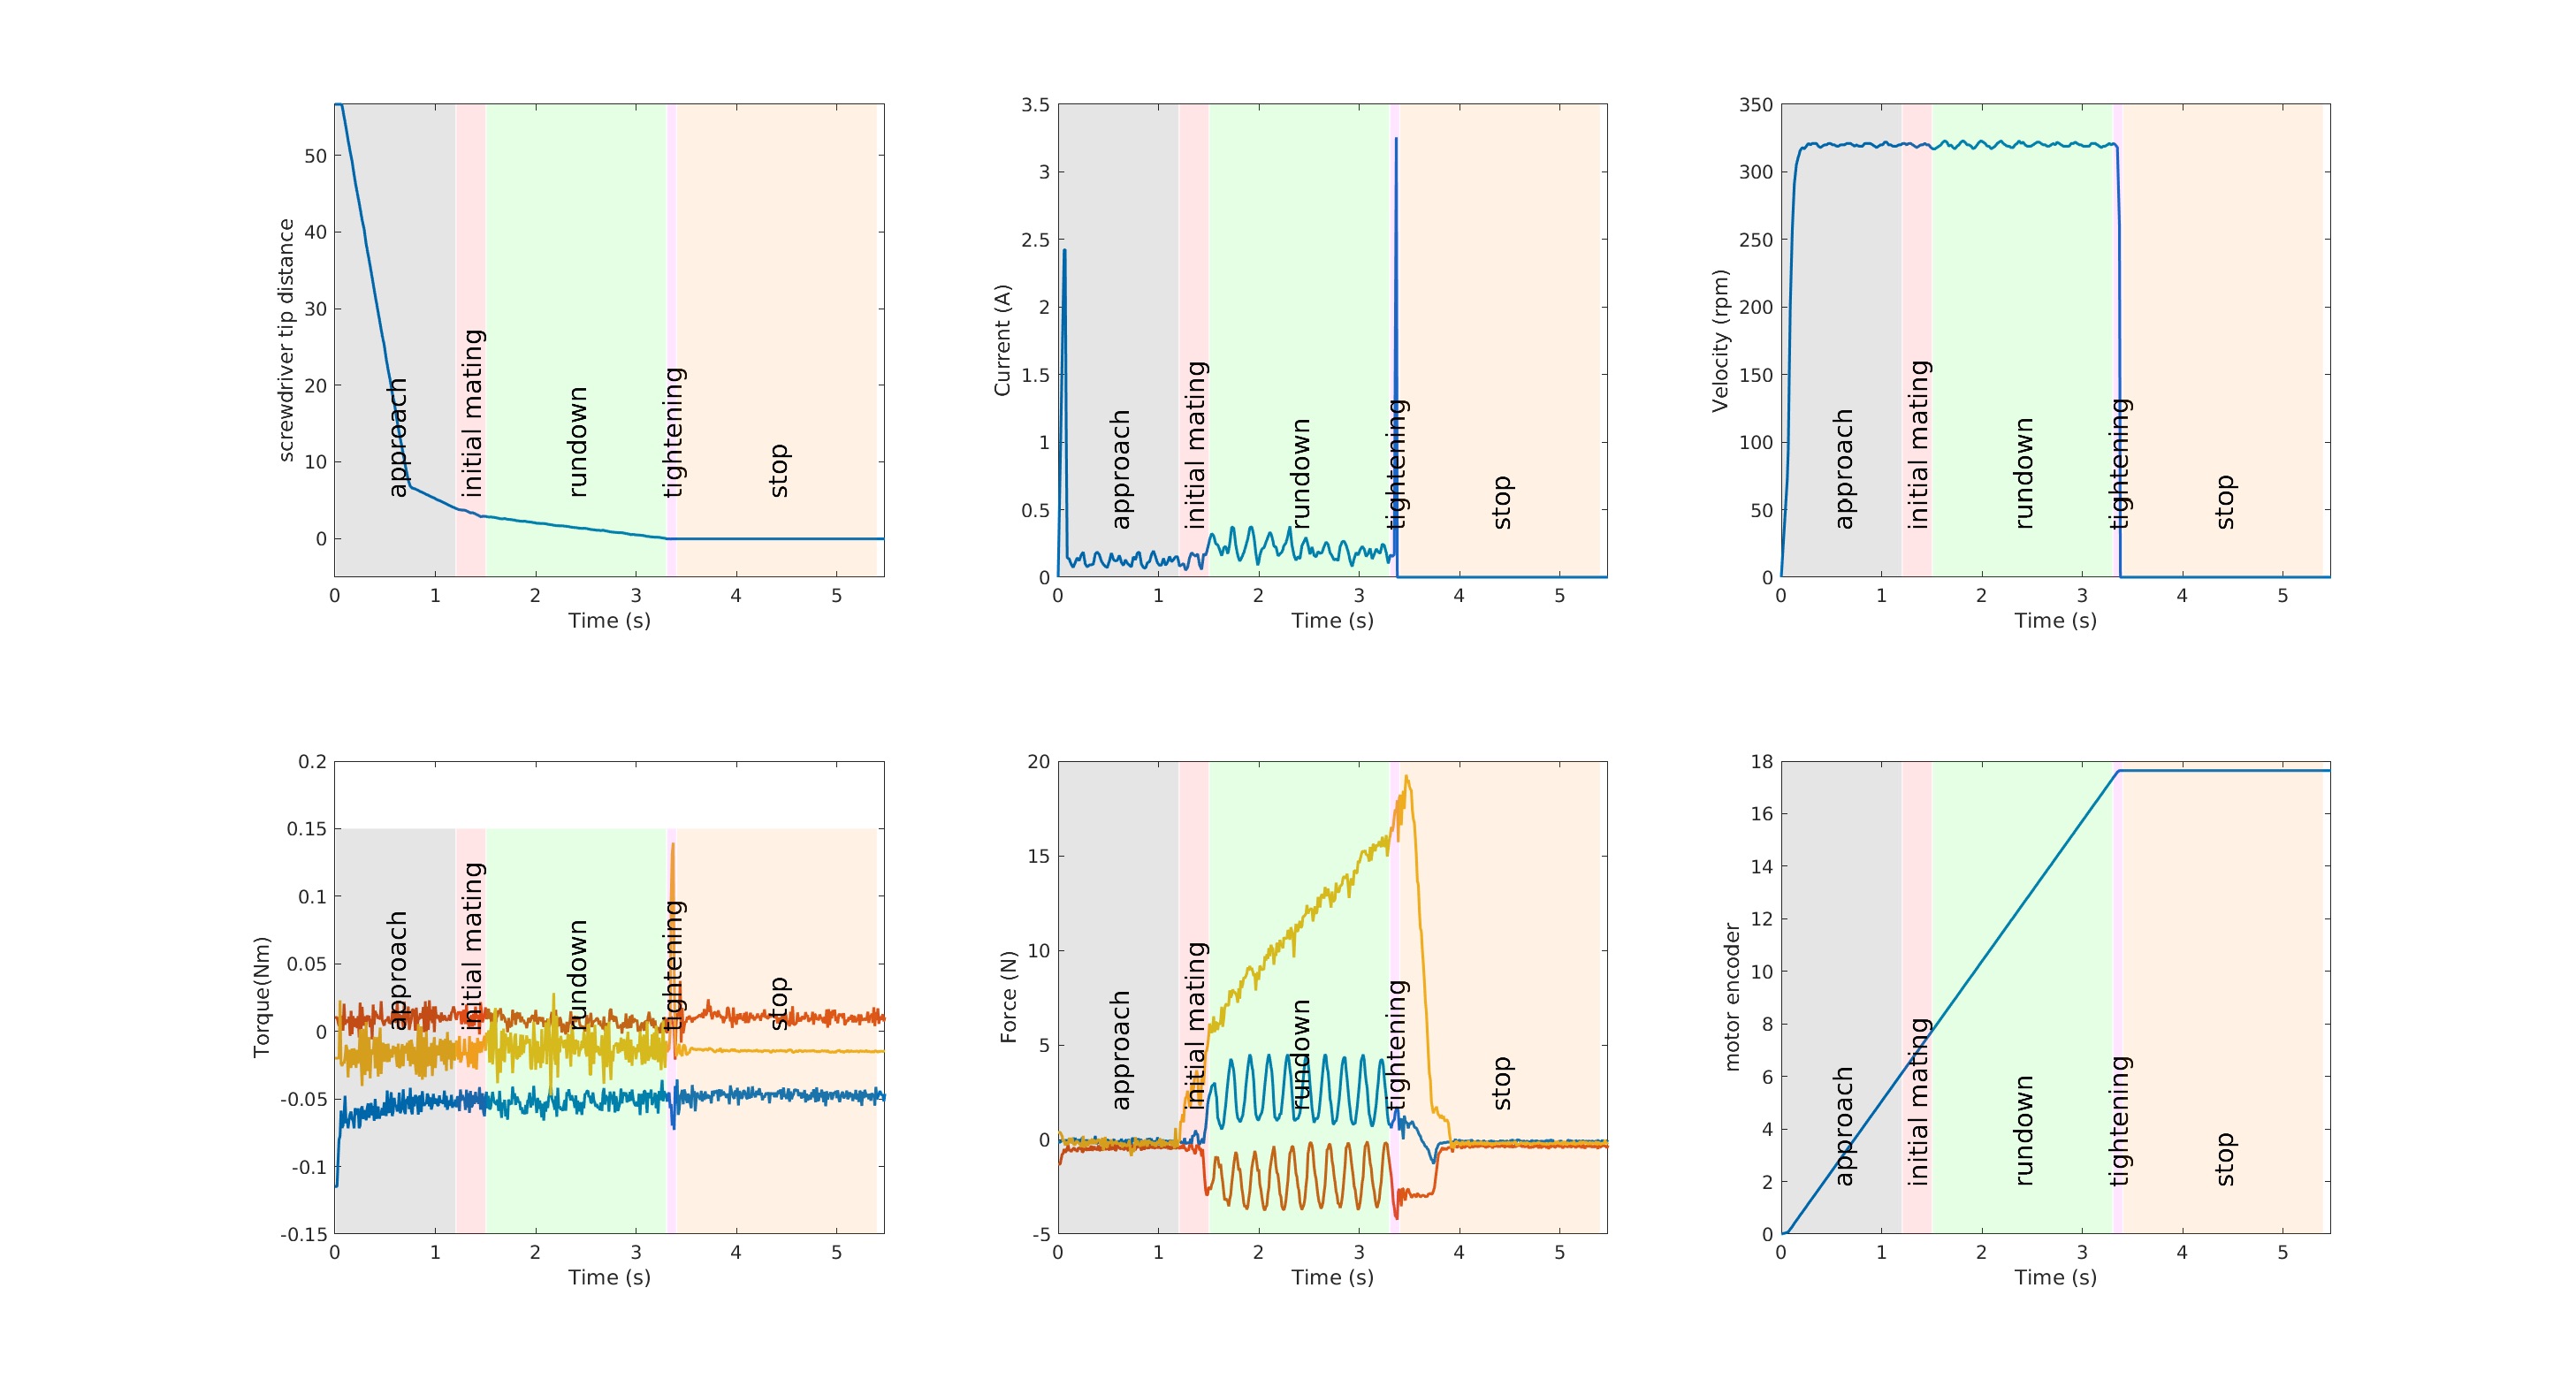 50
40
30
20
10
0
screwdriver tip distance
approach
initial mating
rundown
tightening
stop
0 1 2 3 4 5
Time (s)
3.5
3
2.5
2
1.5
1
0.5
0
Current (A)
approach
initial mating
rundown
tightening
stop
0 1 2 3 4 5
Time (s)
350
300
250
200
150
100
50
0
Velocity (rpm)
approach
initial mating
rundown
tightening
stop
0 1 2 3 4 5
Time (s)
0.2
0.15
0.1
0.05
0
-0.05
-0.1
-0.15
Torque(Nm)
approach
initial mating
rundown
tightening
stop
0 1 2 3 4 5
Time (s)
20
15
10
5
0
-5
Force (N)
approach
initial mating
rundown
tightening
stop
0 1 2 3 4 5
Time (s)
18
16
14
12
10
8
6
4
2
0
motor encoder
approach
initial mating
rundown
tightening
stop
0 1 2 3 4 5
Time (s)